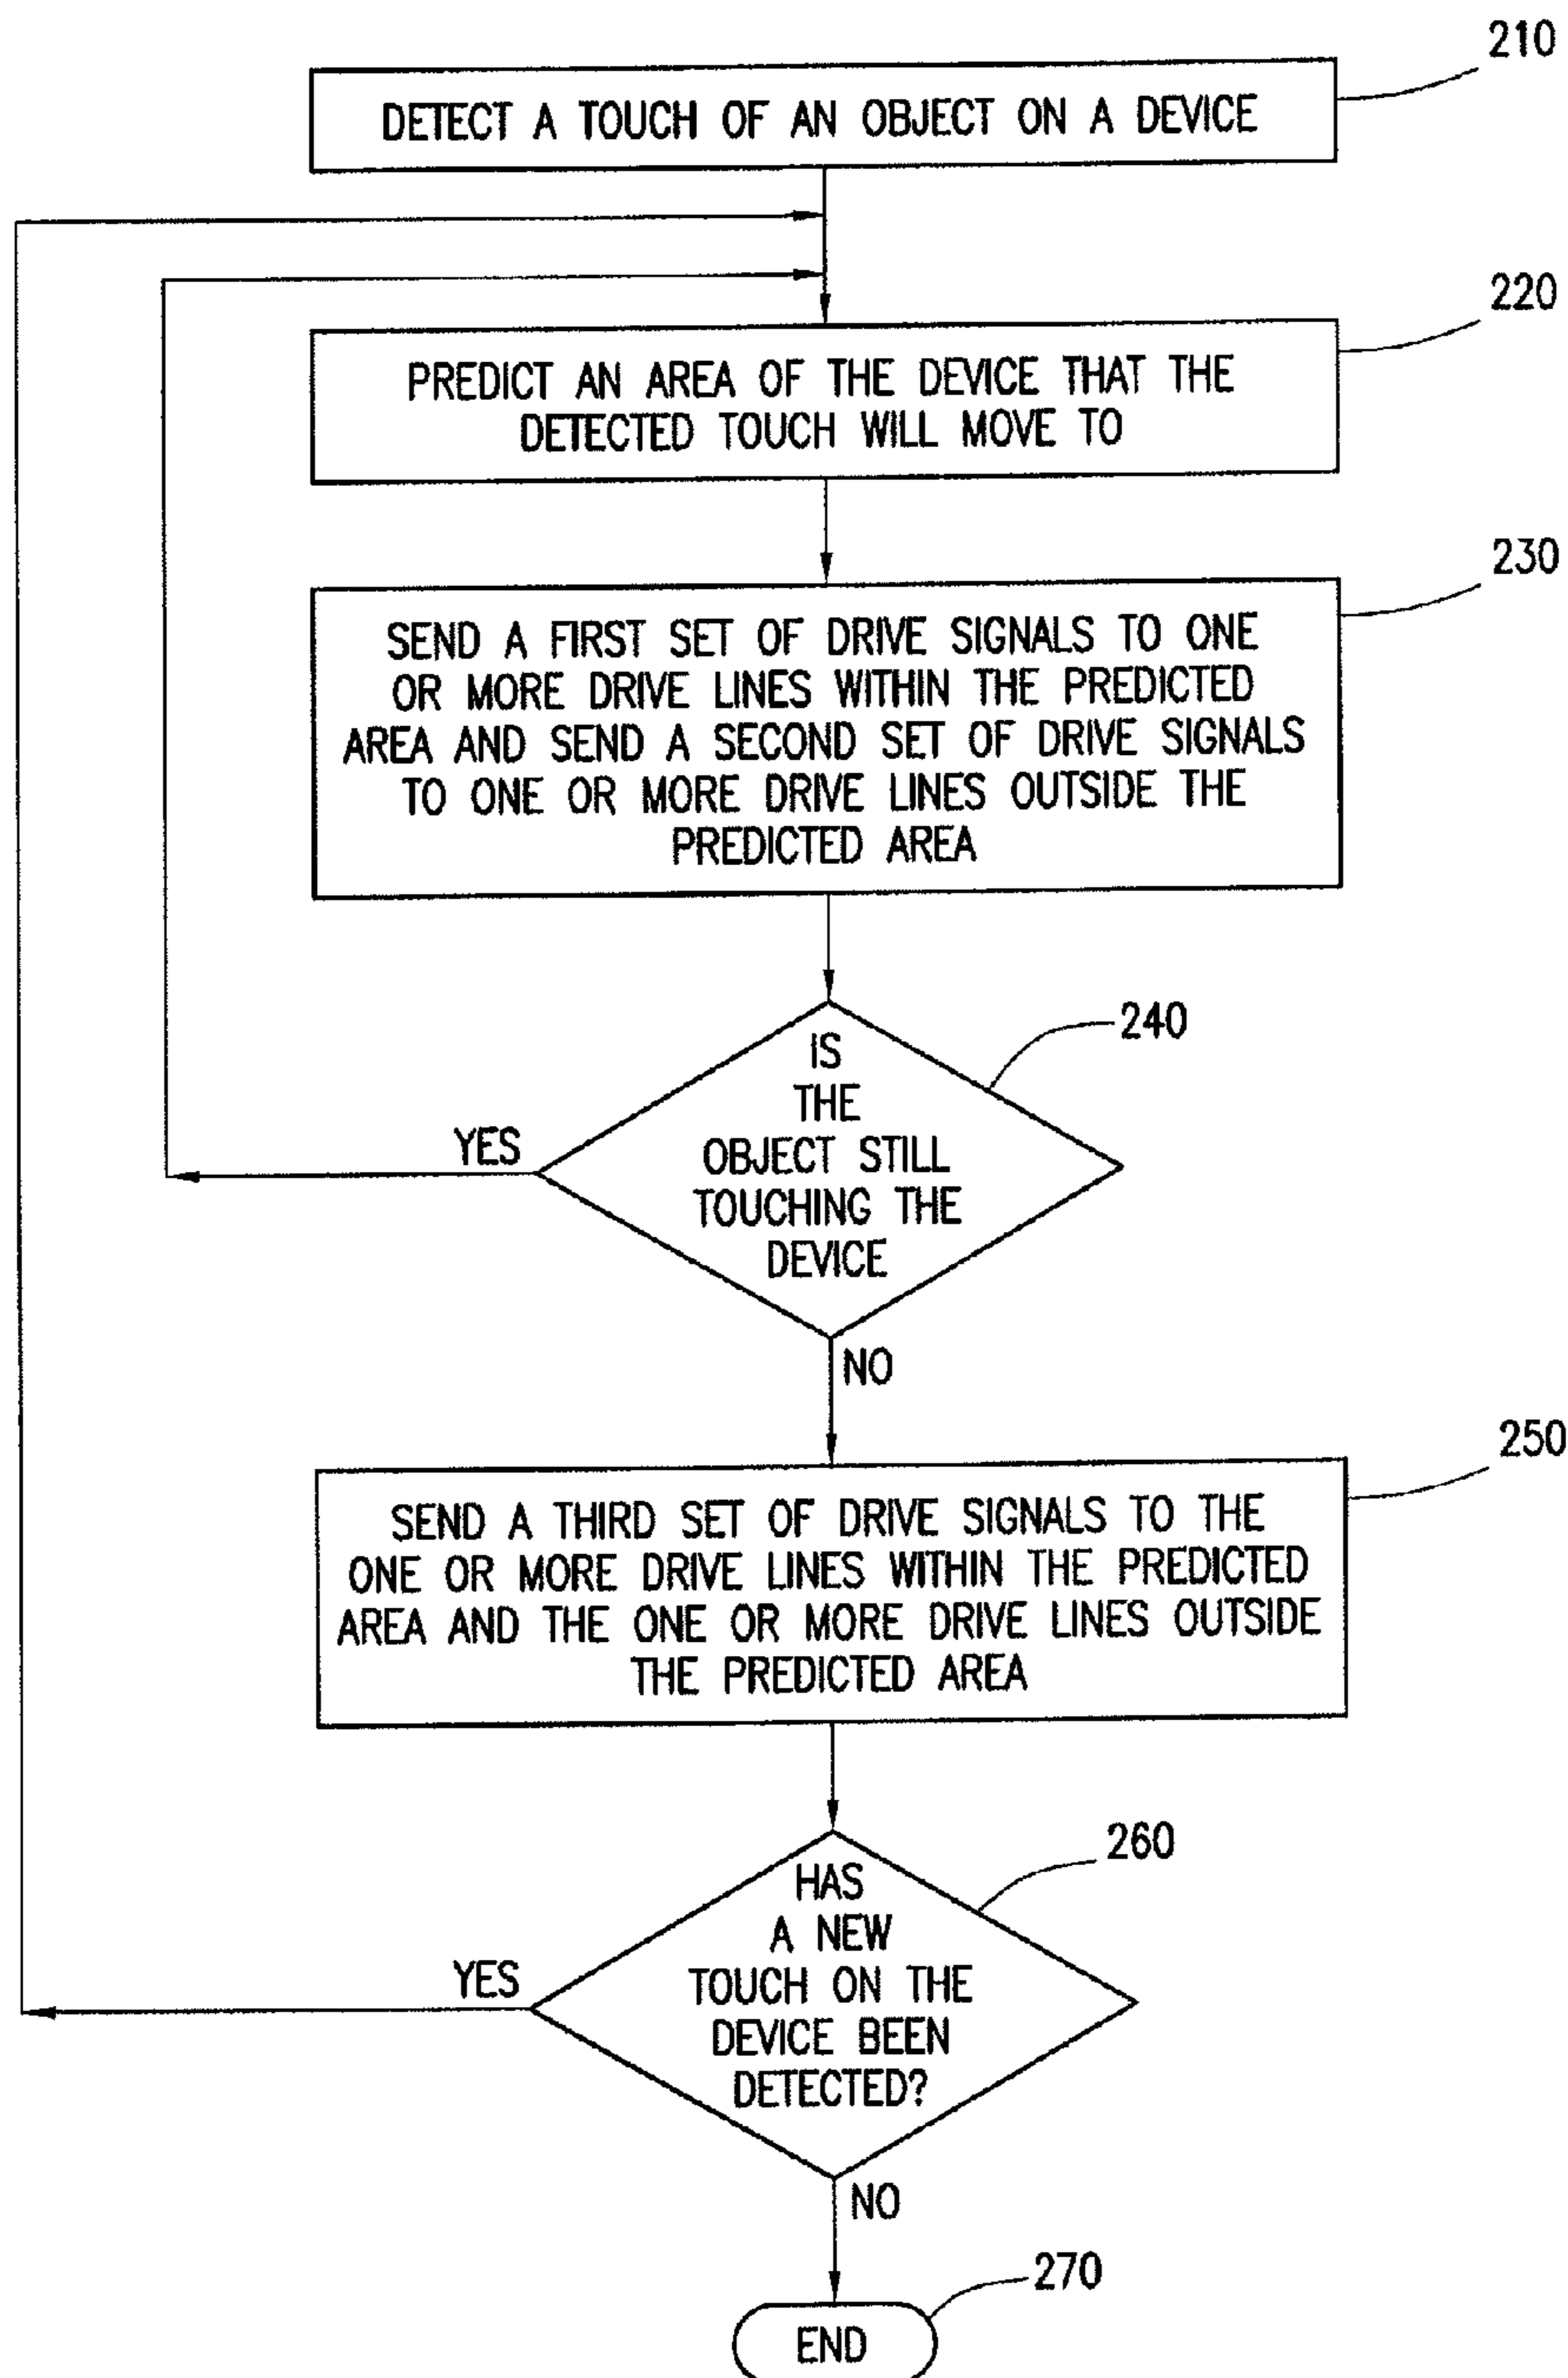 210
DETECT A TOUCH OF AN OBJECT ON A DEVICE
220
PREDICT AN AREA OF THE DEVICE THAT THE
DETECTED TOUCH WILL MOVE TO
230
SEND A FIRST SET OF DRIVE SIGNALS TO ONE
OR MORE DRIVE LINES WITHIN THE PREDICTED
AREA AND SEND A SECOND SET OF DRIVE SIGNALS
TO ONE OR MORE DRIVE LINES OUTSIDE THE
PREDICTED AREA
240
IS
THE
OBJECT STILL
TOUCHING THE
DEVICE
YES
NO
250
SEND A THIRD SET OF DRIVE SIGNALS TO THE
ONE OR MORE DRIVE LINES WITHIN THE PREDICTED
AREA AND THE ONE OR MORE DRIVE LINES OUTSIDE
THE PREDICTED AREA
260
HAS
A NEW
TOUCH ON THE
DEVICE BEEN
DETECTED?
YES
NO
270
END